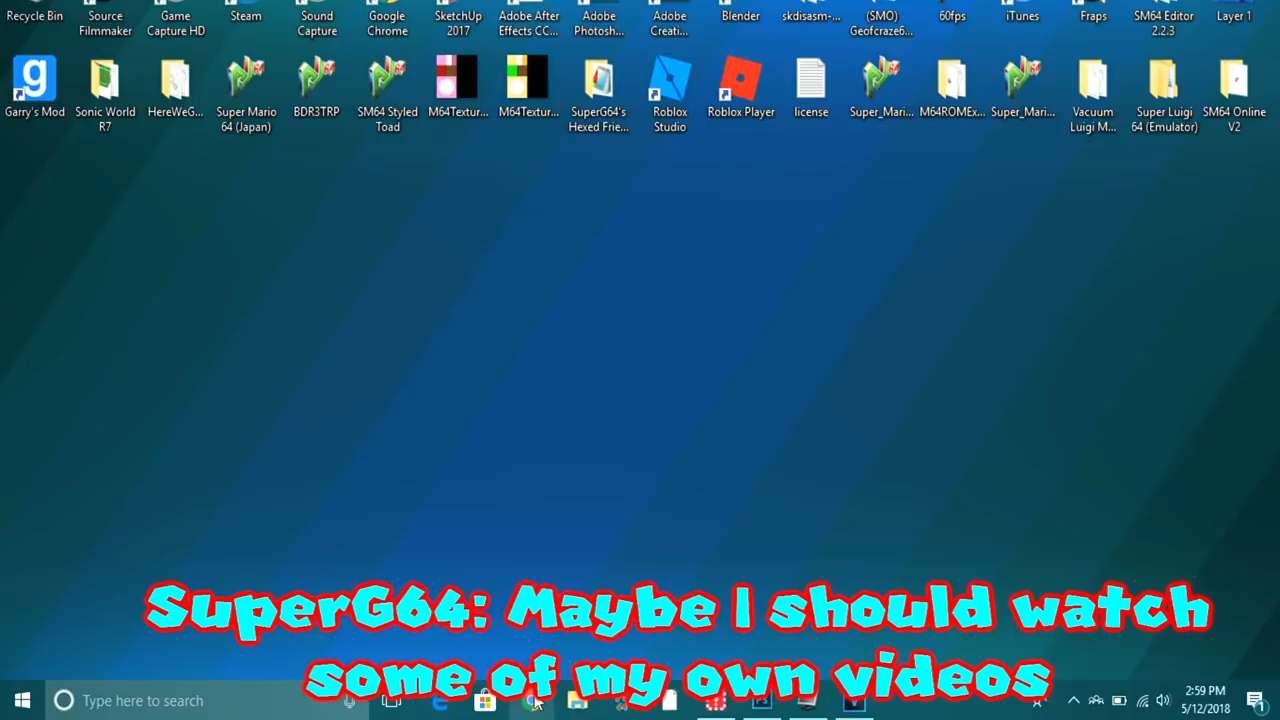 Recycle Bin
Source Filmmaker
Game Capture HD
Steam
Sound Capture
Google Chrome
SketchUp 2017
Adobe After Effects CC...
Adobe Photosh...
Adobe Creati...
Blender
skdisasm-...
(SMO) Geofcraze6...
60fps
iTunes
Fraps
SM64 Editor 2.2.3
Layer 1
Garry's Mod
Sonic World R7
HereWeG...
Super Mario 64 (Japan)
BDR3TRP
SM64 Styled Toad
M64Textur...
M64Textur...
SuperG64's Hexed Frie...
Roblox Studio
Roblox Player
license
Super_Mari...
M64ROMEx...
Super_Mari...
Vacuum Luigi M...
Super Luigi 64 (Emulator)
SM64 Online V2
SuperG64: Maybe I should watch
some of my own videos
Type here to search
2:59 PM
5/12/2018